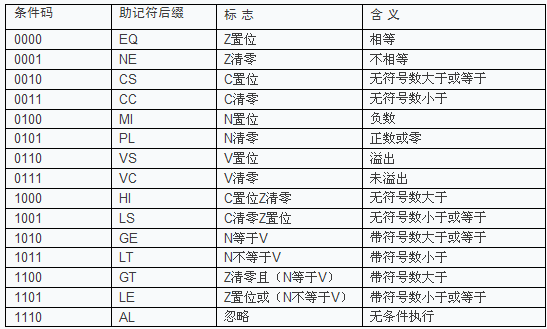 条件码 助记符后缀 标 志 含 义
0000 EQ Z置位 相等
0001 NE Z清零 不相等
0010 CS C置位 无符号数大于或等于
0011 CC C清零 无符号数小于
0100 MI N置位 负数
0101 PL N清零 正数或零
0110 VS V置位 溢出
0111 VC V清零 未溢出
1000 HI C置位Z清零 无符号数大于
1001 LS C清零Z置位 无符号数小于或等于
1010 GE N等于V 带符号数大于或等于
1011 LT N不等于V 带符号数小于
1100 GT Z清零且（N等于V） 带符号数大于
1101 LE Z置位或（N不等于V） 带符号数小于或等于
1110 AL 忽略 无条件执行